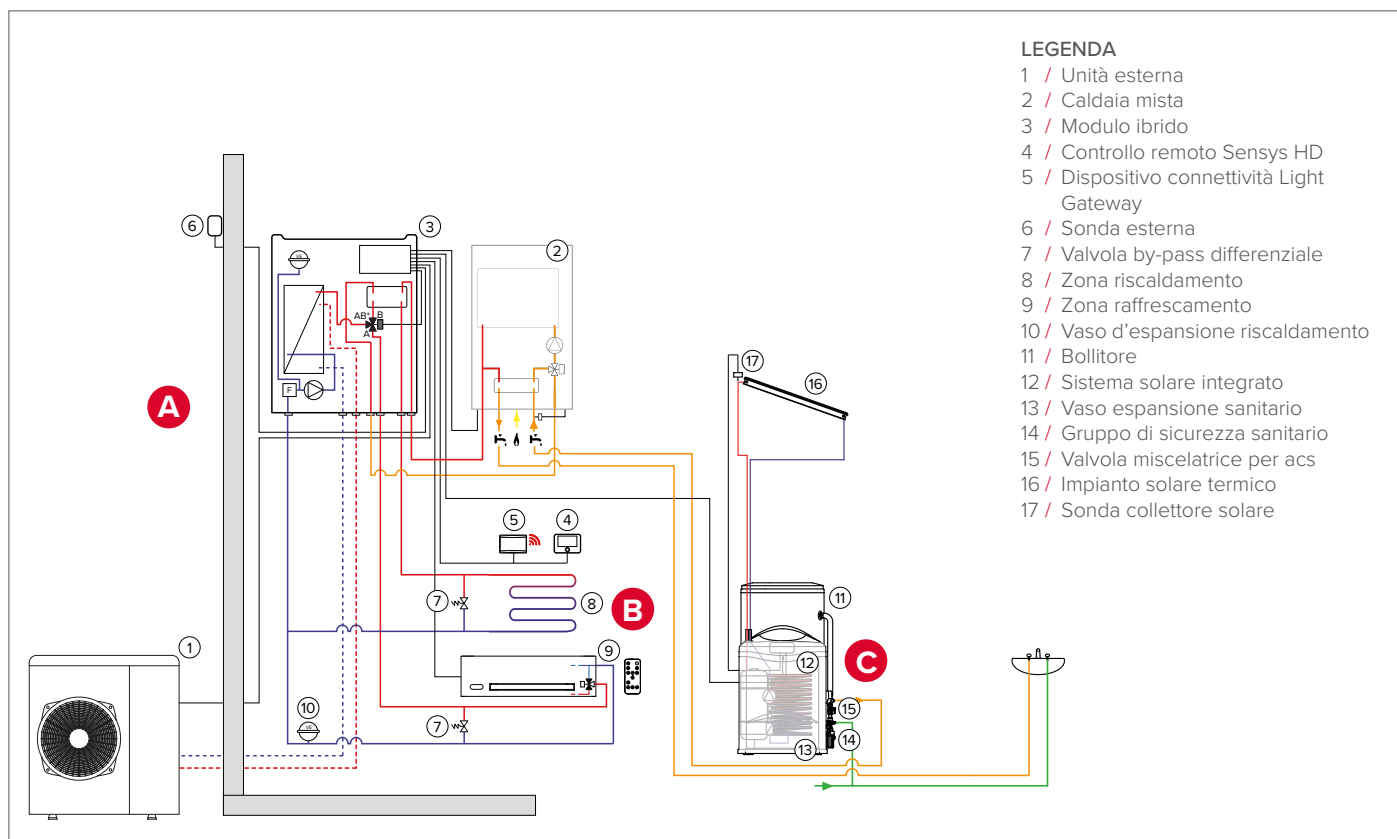 LEGENDA
1 / Unità esterna
2 / Caldaia mista
3 / Modulo ibrido
4 / Controllo remoto Sensys HD
5 / Dispositivo connettività Light
Gateway
6 / Sonda esterna
7 / Valvola by-pass differenziale
8 / Zona riscaldamento
9 / Zona raffrescamento
10 / Vaso d'espansione riscaldamento
11 / Bollitore
12 / Sistema solare integrato
13 / Vaso espansione sanitario
14 / Gruppo di sicurezza sanitario
15 / Valvola miscelatrice per acs
16 / Impianto solare termico
17 / Sonda collettore solare
6
3
2
VE
AB*
B
A
F
17
16
A
5
4
7
8
B
11
1
9
12
C
10
VE
7
15
14
13